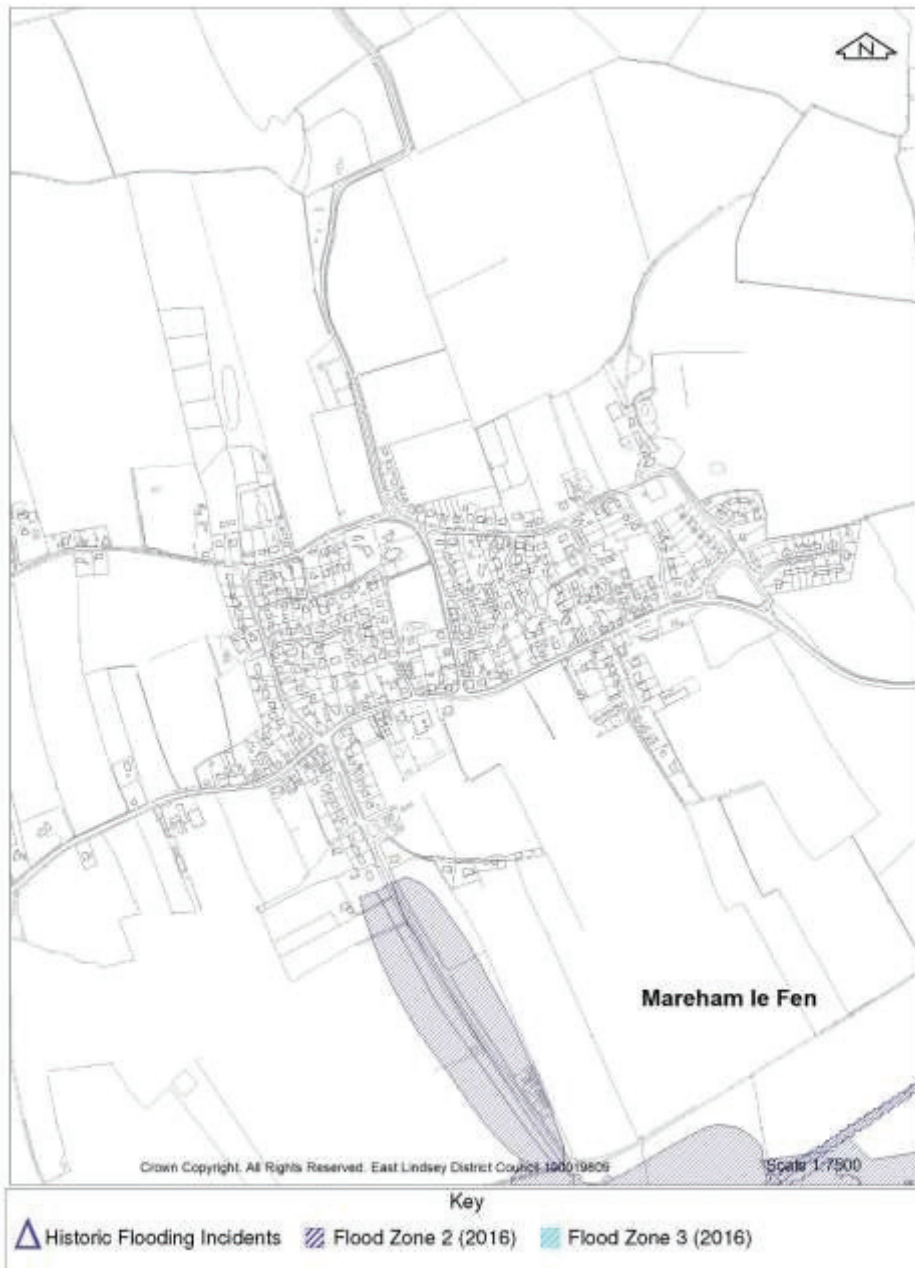 N
Mareham le Fen
Crown Copyright. All Rights Reserved. East Lindsey District Council 100019809
Scale 1:7500
Key
Historic Flooding Incidents
Flood Zone 2 (2016)
Flood Zone 3 (2016)